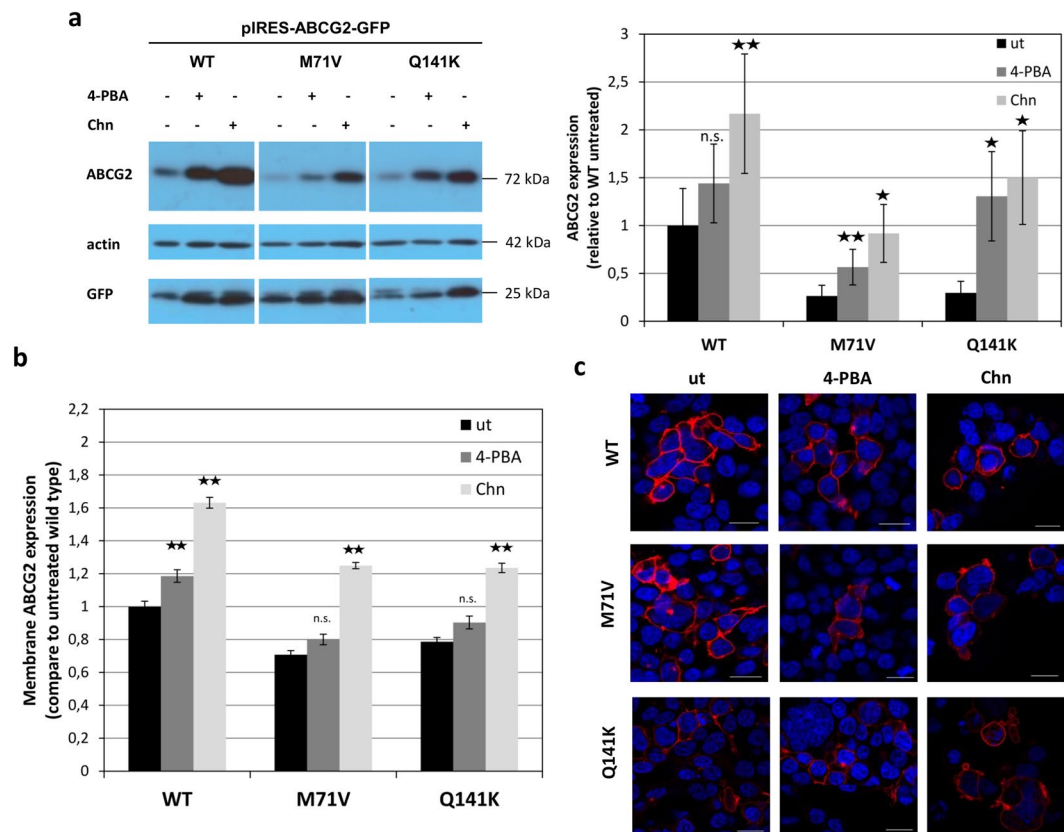 a
pIRES-ABCG2-GFP
WT M71V Q141K
4-PBA - + - - + - - + -
Chn - - + - - + - - +
ABCG2 72 kDa
actin 42 kDa
GFP 25 kDa
ABCG2 expression
(relative to WT untreated)
3
2,5
2
1,5
1
0,5
0
ut
4-PBA
Chn
★★
n.s.
★★
★
★
★
WT M71V Q141K
b
Membrane ABCG2 expression
(compare to untreated wild type)
2,2
2
1,8
1,6
1,4
1,2
1
0,8
0,6
0,4
0,2
0
ut
4-PBA
Chn
★★
★★
n.s.
★★
n.s.
★★
WT M71V Q141K
c
ut 4-PBA Chn
WT
M71V
Q141K